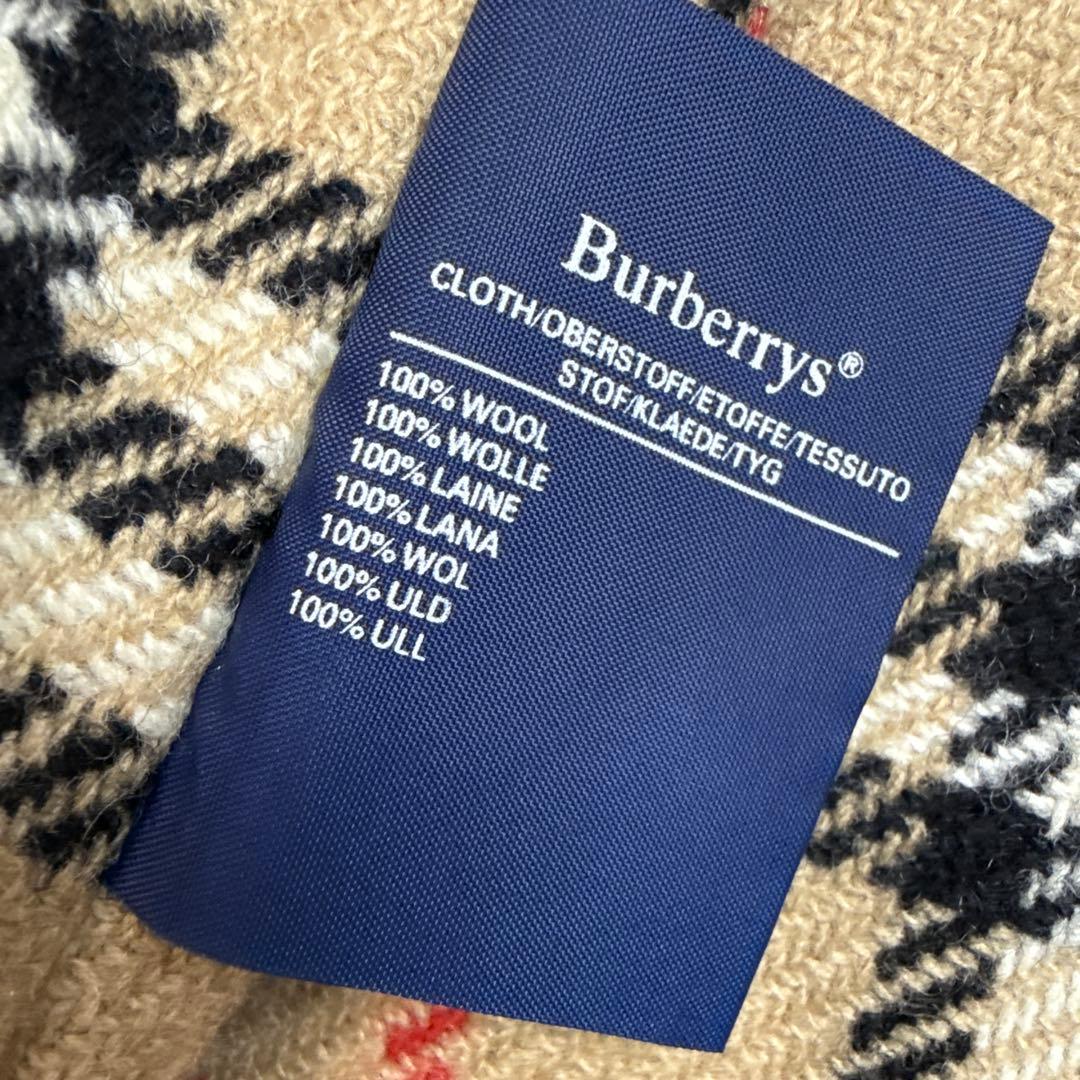 Burberrys®
CLOTH/OBERSTOFF/ETOFFE/TESSUTO
STOF/KLAEDE/TYG
100% WOOL
100% WOLLE
100% LAINE
100% LANA
100% WOL
100% ULD
100% ULL